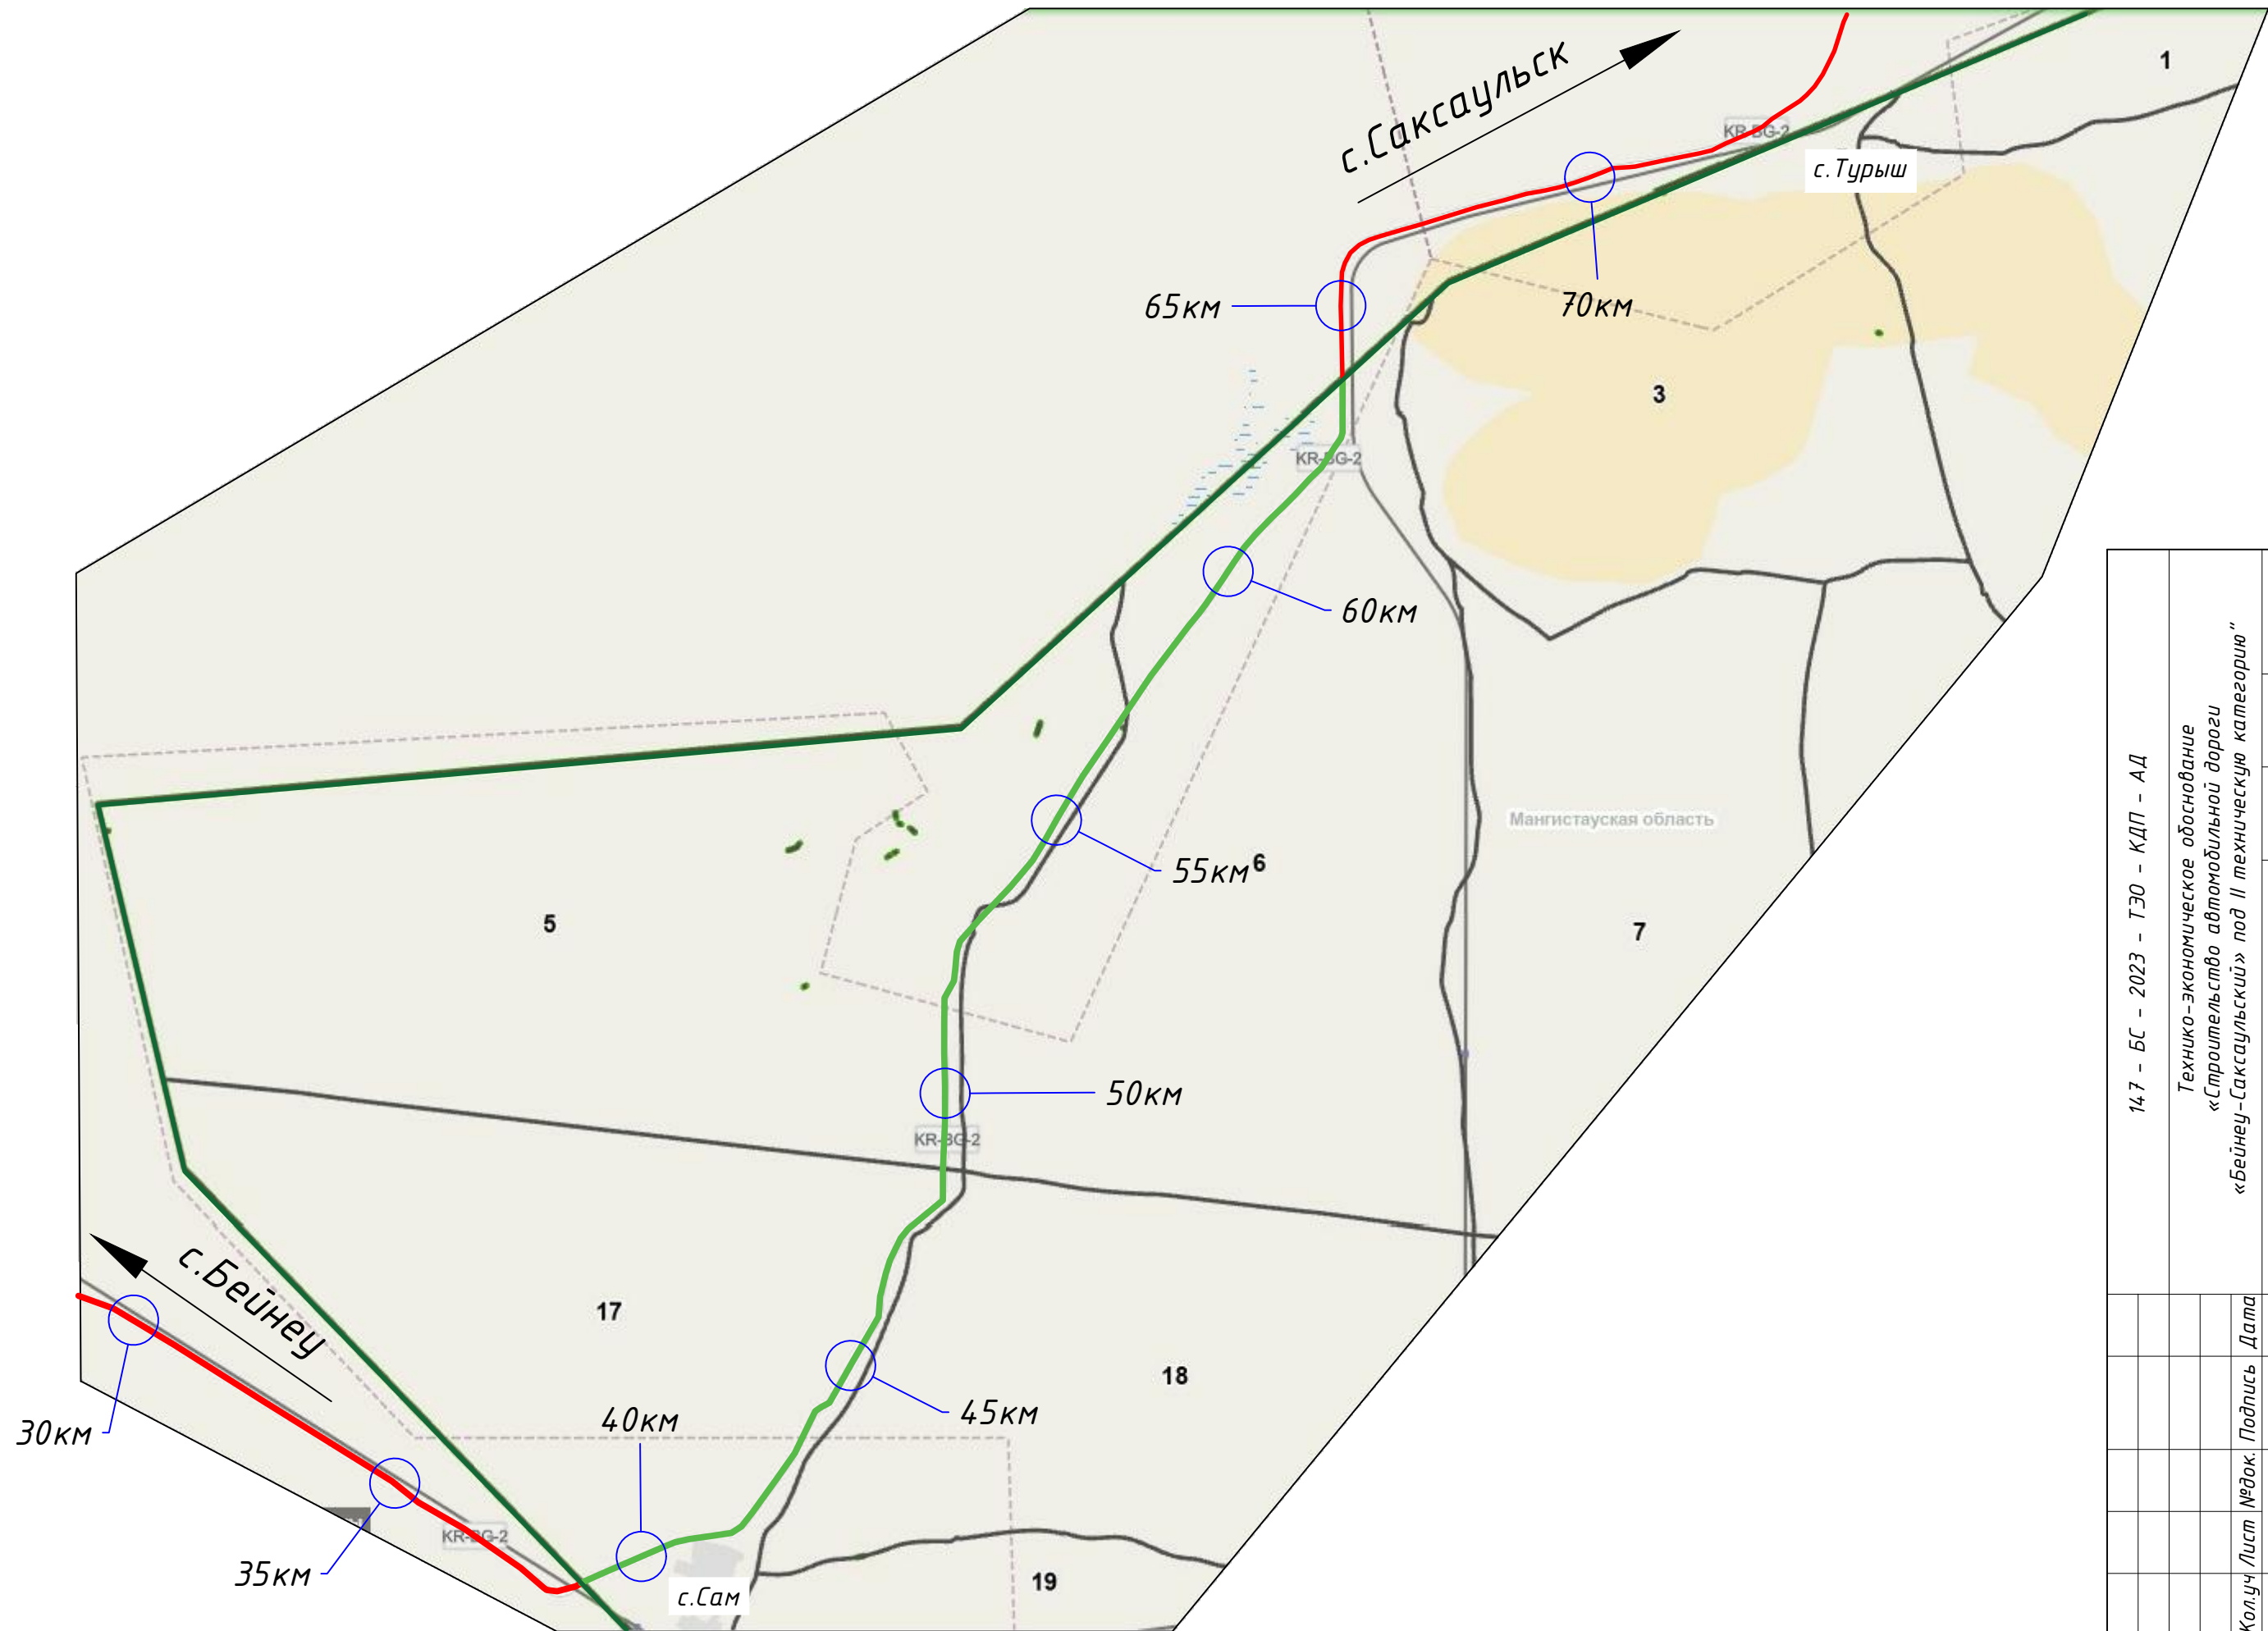 с.Саксаульск
1
KR-BG-2
с.Турыш
65км
70км
3
KR-BG-2
60км
Мангистауская область
55км
6
5
7
50км
KR-BG-2
с.Бейнеу
17
18
30км
40км
45км
35км
KR-BG-2
с.Сам
19
147 - БС - 2023 - ТЭО - КДП - АД
Технико-экономическое обоснование
«Строительство автомобильной дороги
«Бейнеу-Саксаульский» под II техническую категорию"
Кол.уч Лист №док. Подпись Дата